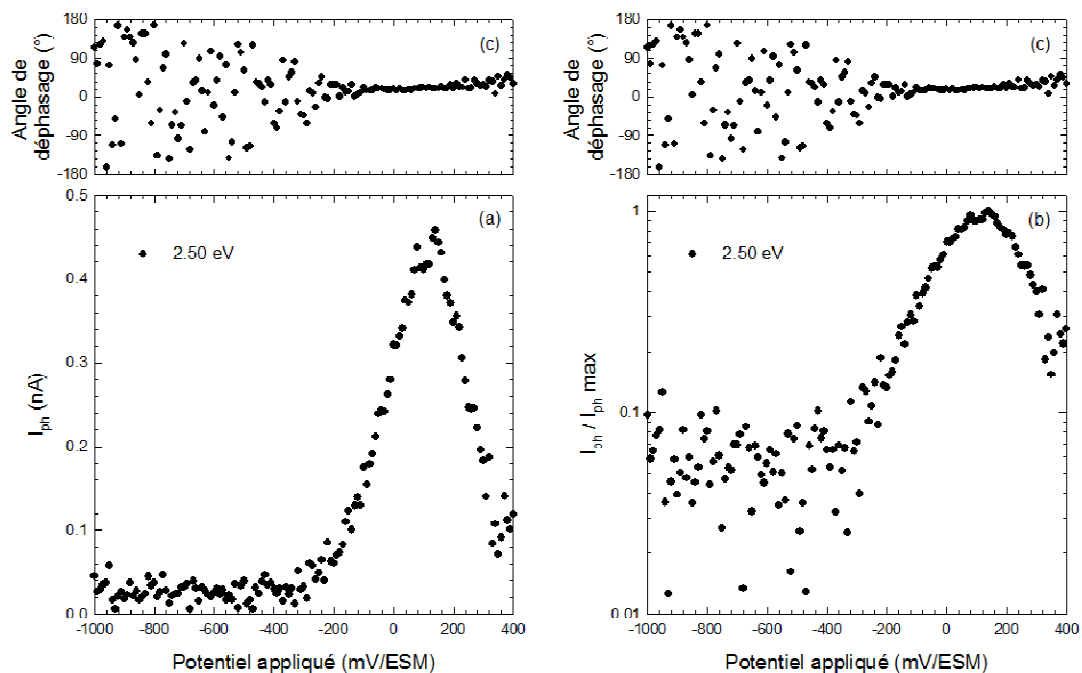 180
90
0
-90
-180
Angle de
déphasage (°)
(c)
0.5
0.4
0.3
0.2
0.1
0.0
Iph (nA)
(a)
2.50 eV
-1000 -800 -600 -400 -200 0 200 400
Potentiel appliqué (mV/ESM)
180
90
0
-90
-180
Angle de
déphasage (°)
(c)
1
0.1
0.01
Iph / Iph max
(b)
2.50 eV
-1000 -800 -600 -400 -200 0 200 400
Potentiel appliqué (mV/ESM)